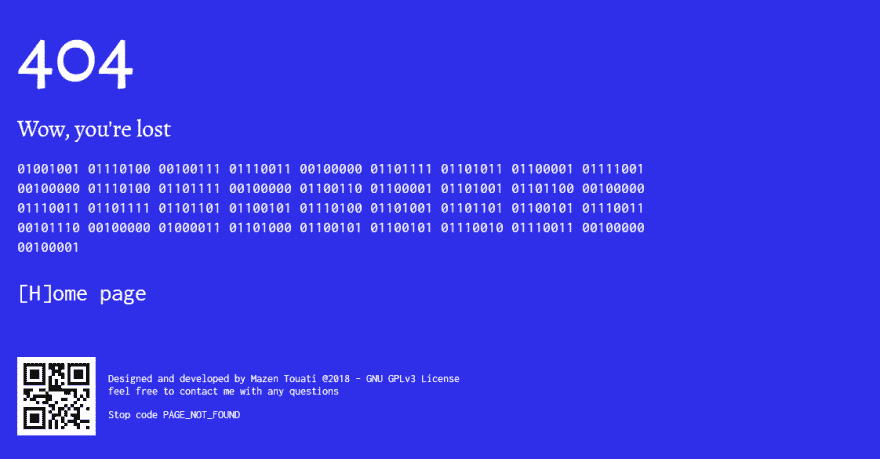 404
Wow, you're lost
01001001 01110100 00100111 01110011 00100000 01101111 01101011 01100001 01111001
00100000 01110100 01101111 00100000 01100110 01100001 01101001 01101100 00100000
01110011 01101111 01101101 01100101 01110100 01101001 01101101 01100101 01110011
00101110 00100000 01000011 01101000 01100101 01100101 01110010 01110011 00100000
00100001
[H]ome page
Designed and developed by Mazen Touati @2018 - GNU GPLv3 License
feel free to contact me with any questions
Stop code PAGE_NOT_FOUND